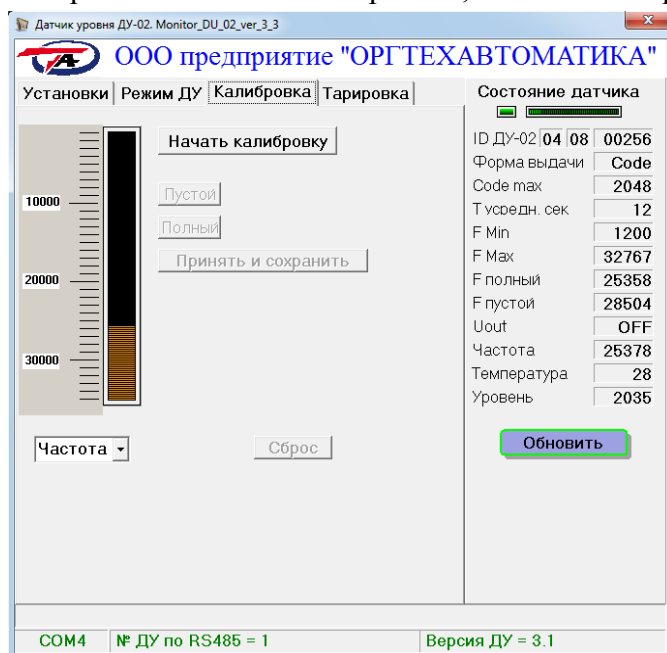 Датчик уровня ДУ-02. Monitor_DU_02_ver_3_3
ТА ООО предприятие "ОРГТЕХАВТОМАТИКА"
Установки Режим ДУ Калибровка Тарировка
Состояние датчика
Начать калибровку
Пустой
Полный
Принять и сохранить
10000
20000
30000
Частота
Сброс
ID ДУ-02 04 08 00256
Форма выдачи Code
Code max 2048
Т усредн. сек 12
F Min 1200
F Max 32767
F полный 25358
F пустой 28504
Uout OFF
Частота 25378
Температура 28
Уровень 2035
Обновить
COM4 № ДУ по RS485 = 1 Версия ДУ = 3.1